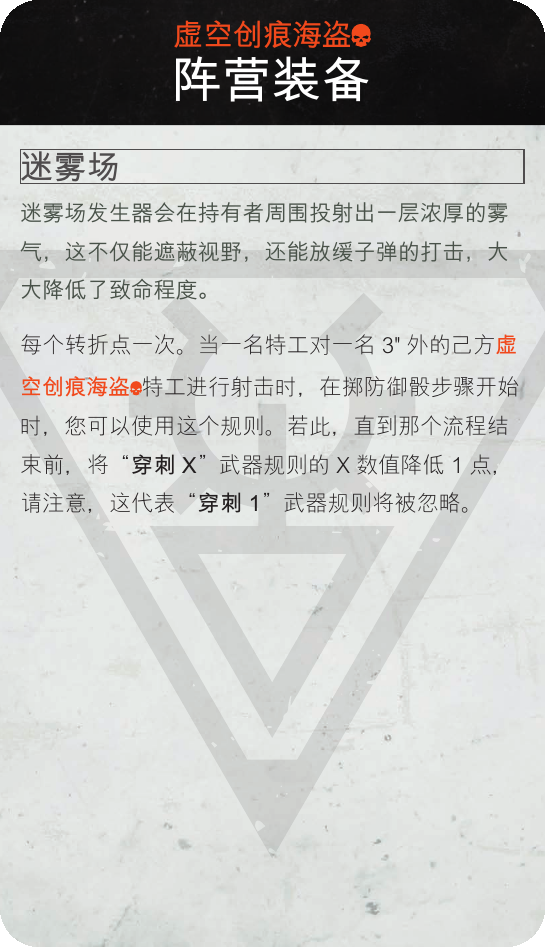 虚空创痕海盗
阵营装备
迷雾场
迷雾场发生器会在持有者周围投射出一层浓厚的雾
气，这不仅能遮蔽视野，还能放缓子弹的打击，大
大降低了致命程度。
每个转折点一次。当一名特工对一名 3" 外的己方虚
空创痕海盗特工进行射击时，在掷防御骰步骤开始
时，您可以使用这个规则。若此，直到那个流程结
束前，将“穿刺 X”武器规则的 X 数值降低 1 点，
请注意，这代表“穿刺 1”武器规则将被忽略。